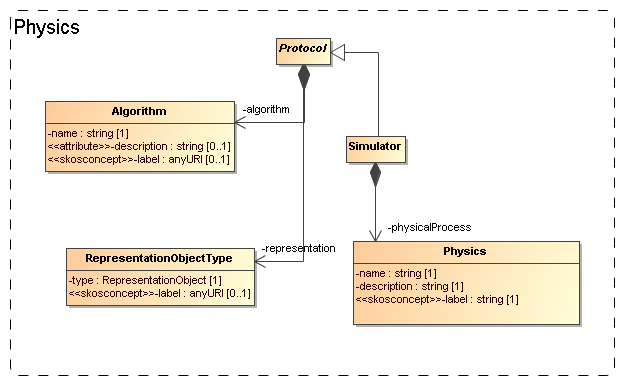 Physics
Protocol
Algorithm
-name : string [1]
<<attribute>>-description : string [0..1]
<<skosconcept>>-label : anyURI [0..1]
-algorithm
Simulator
-physicalProcess
-representation
RepresentationObjectType
-type : RepresentationObject [1]
<<skosconcept>>-label : anyURI [0..1]
Physics
-name : string [1]
-description : string [1]
<<skosconcept>>-label : string [1]